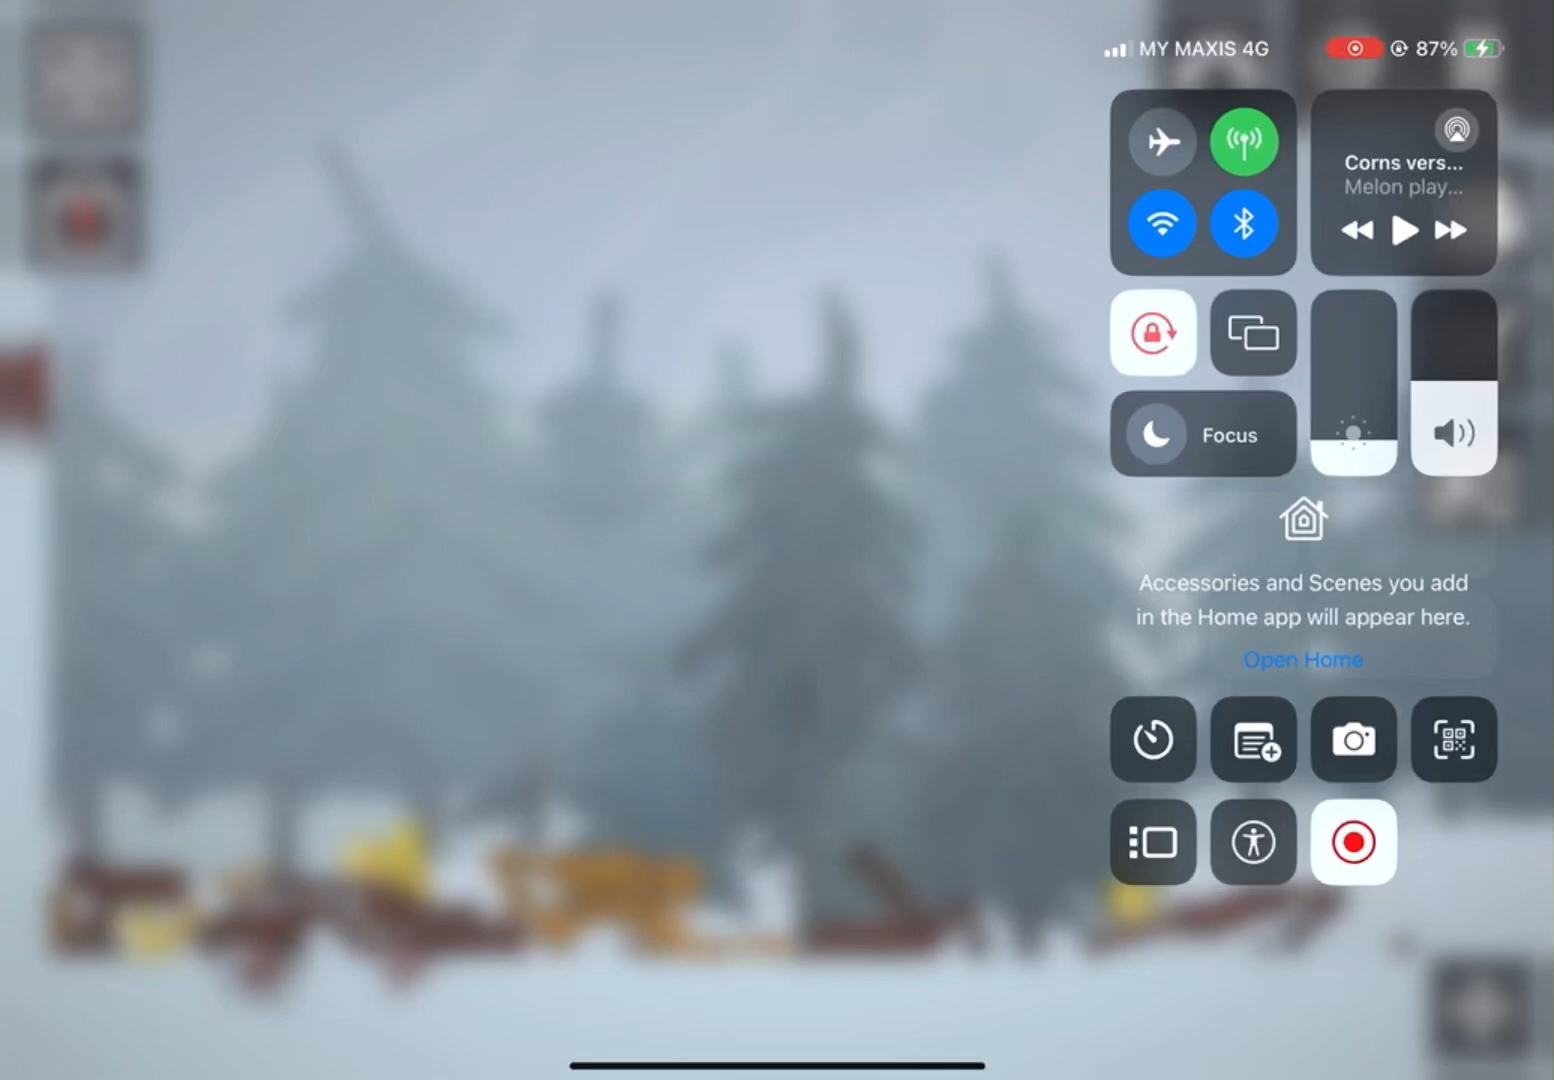 MY MAXIS 4G
87%
Corns vers...
Melon play...
Focus
Accessories and Scenes you add
in the Home app will appear here.
Open Home